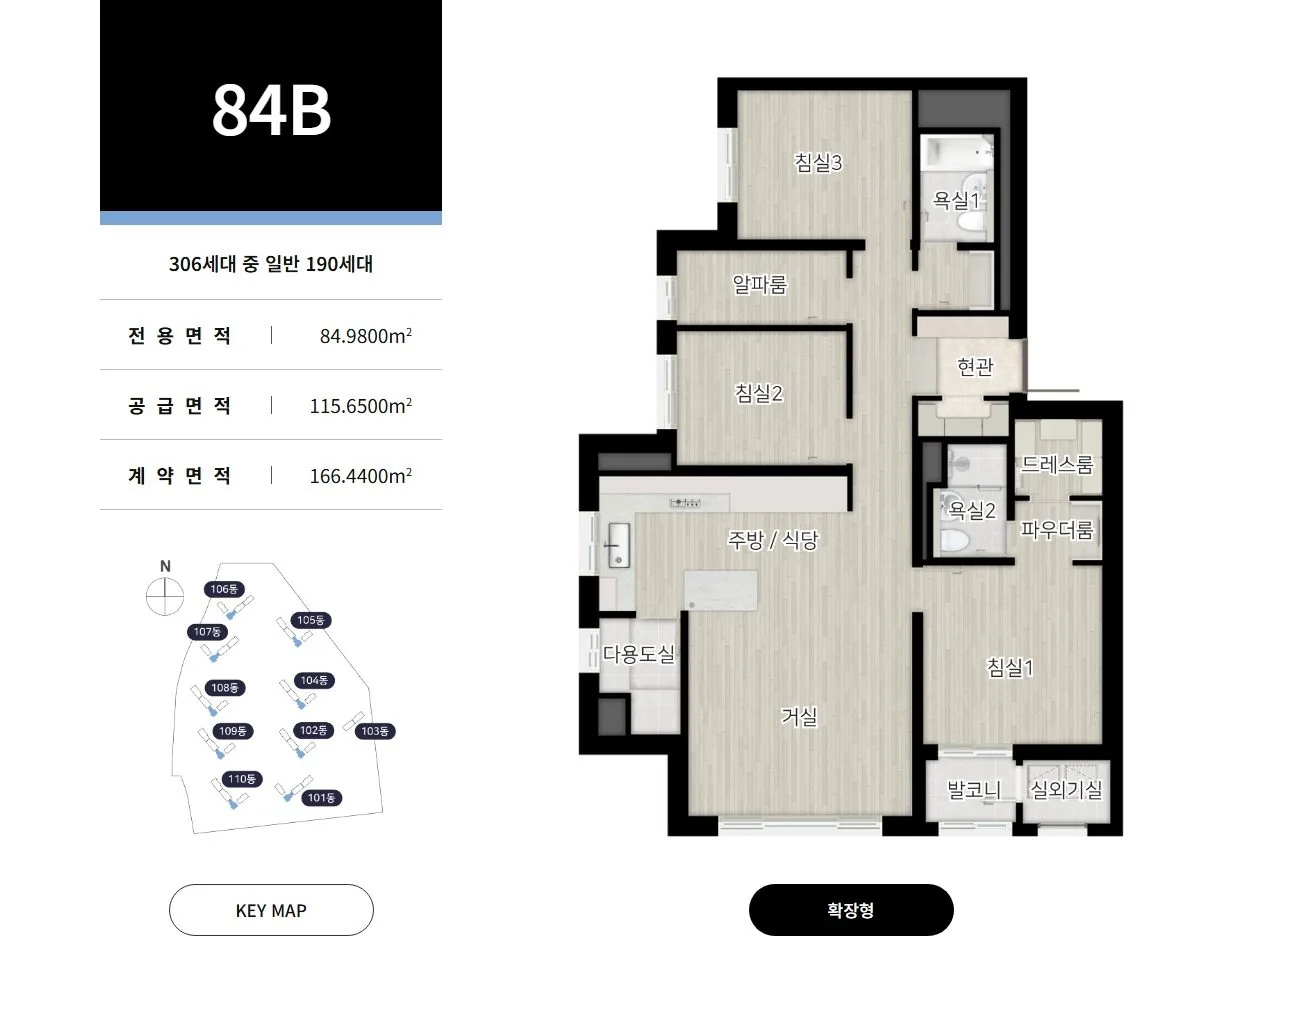 84B
306세대 중 일반 190세대
전용면적 | 84.9800m²
공급면적 | 115.6500m²
계약면적 | 166.4400m²
N
106동
105동
107동
104동
108동
102동
109동
103동
110동
101동
KEY MAP
침실3
욕실1
알파룸
현관
침실2
드레스룸
욕실2
파우더룸
주방 / 식당
다용도실
침실1
거실
발코니
실외기실
확장형